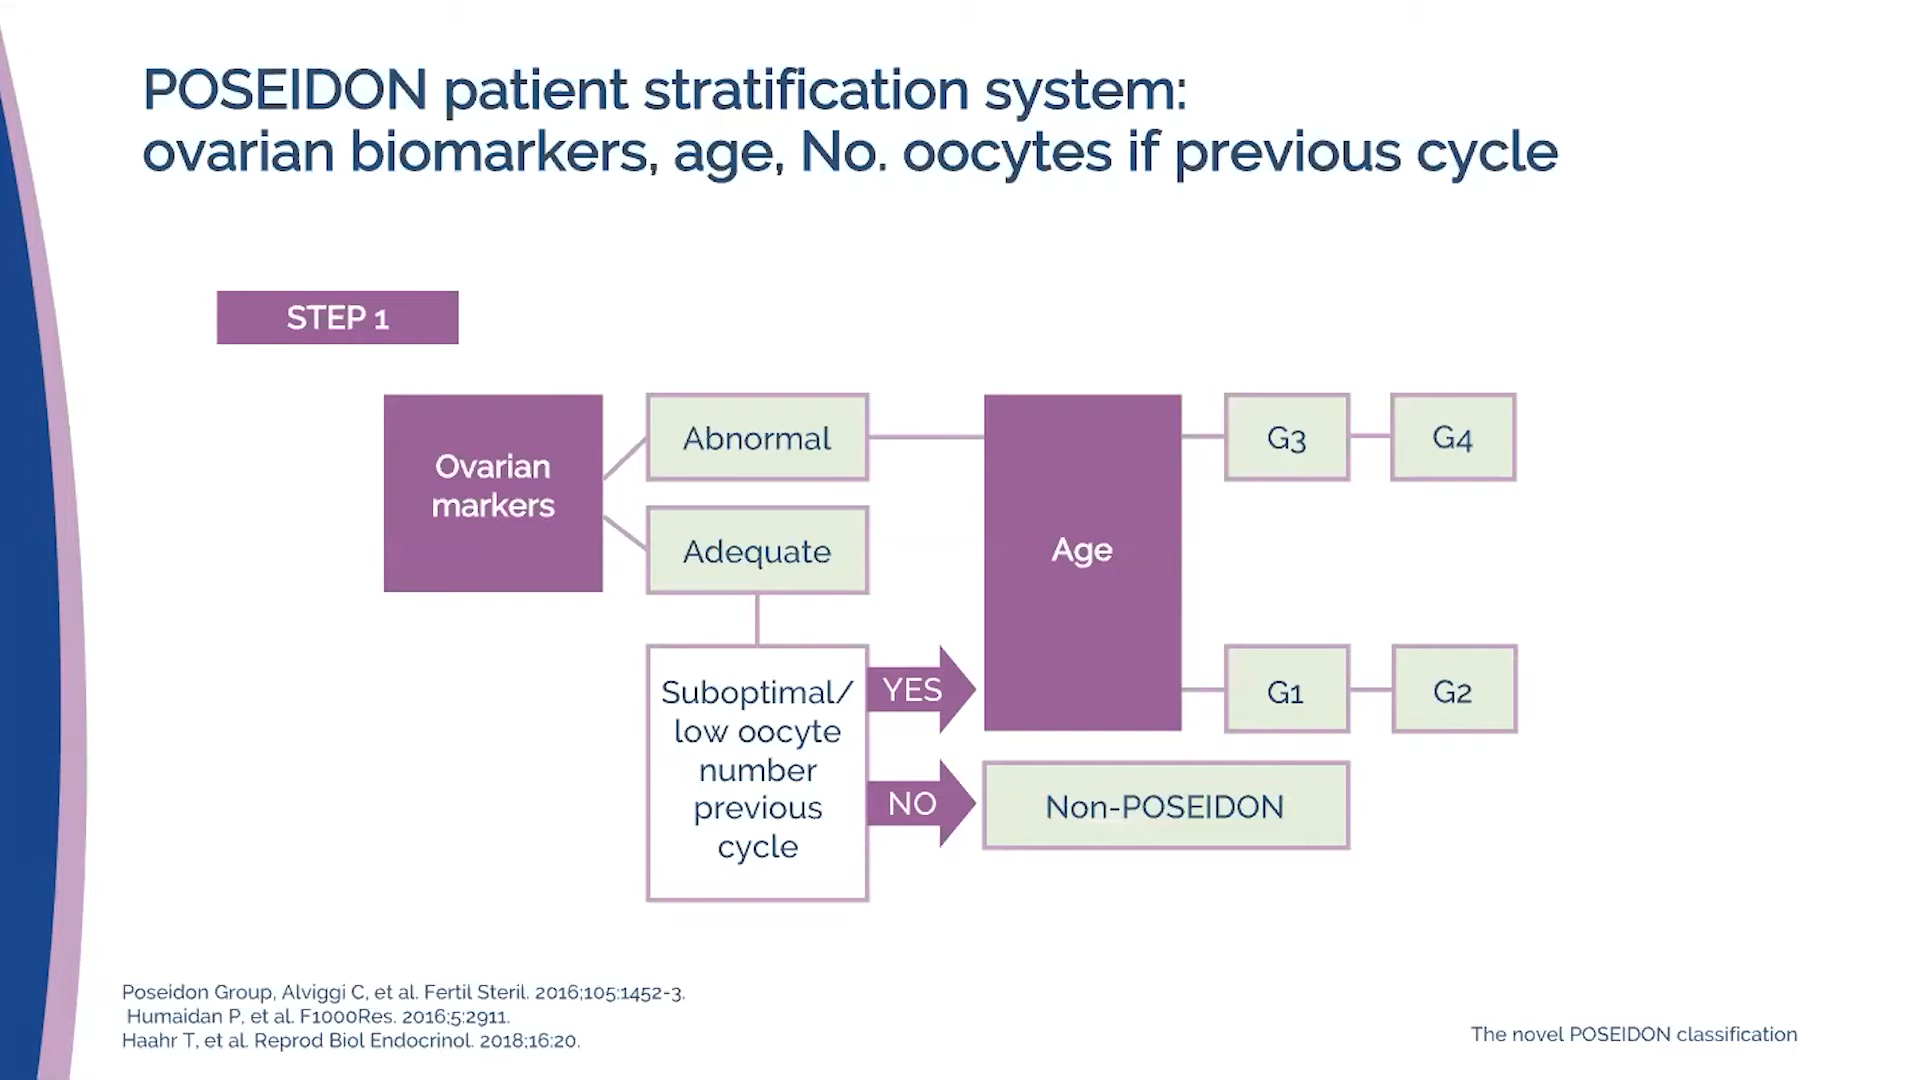 POSEIDON patient stratification system:
ovarian biomarkers, age, No. oocytes if previous cycle
STEP 1
Ovarian
markers
Abnormal
Adequate
Suboptimal/
low oocyte
number
previous
cycle
YES
NO
Age
G3
G4
G1
G2
Non-POSEIDON
Poseidon Group, Alviggi C, et al. Fertil Steril. 2016;105:1452-3.
Humaidan P, et al. F1000Res. 2016;5:2911.
Haahr T, et al. Reprod Biol Endocrinol. 2018;16:20.
The novel POSEIDON classification